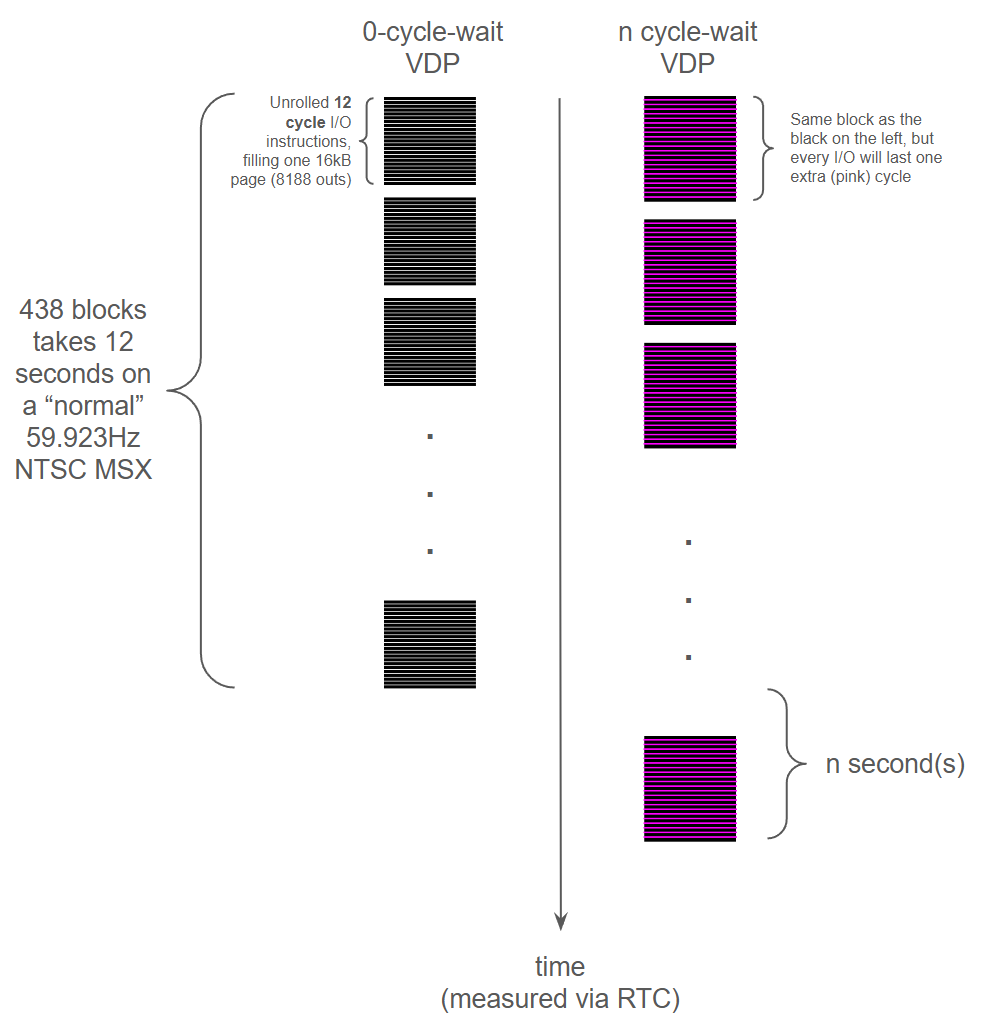 0-cycle-wait
VDP
n cycle-wait
VDP
Unrolled 12
cycle I/O
instructions,
filling one 16kB
page (8188 outs)
Same block as the
black on the left, but
every I/O will last one
extra (pink) cycle
438 blocks
takes 12
seconds on
a “normal”
59.923Hz
NTSC MSX
.
.
.
.
.
.
n second(s)
time
(measured via RTC)